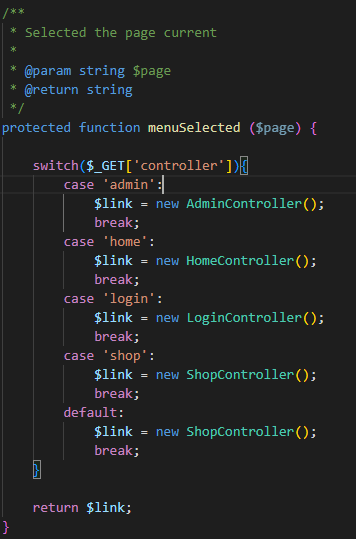 /**
 * Selected the page current
 *
 * @param string $page
 * @return string
 */
protected function menuSelected ($page) {
    switch($_GET['controller']){
        case 'admin':
            $link = new AdminController();
            break;
        case 'home':
            $link = new HomeController();
            break;
        case 'login':
            $link = new LoginController();
            break;
        case 'shop':
            $link = new ShopController();
            break;
        default:
            $link = new ShopController();
            break;
    }
    return $link;
}